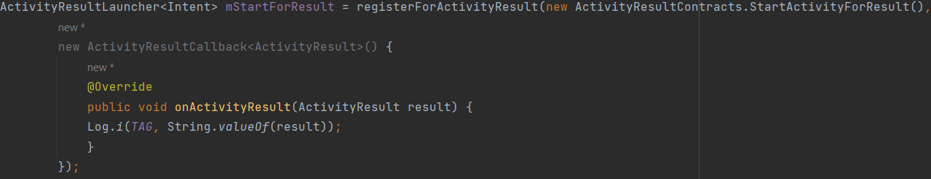 ActivityResultLauncher<Intent> mStartForResult = registerForActivityResult(new ActivityResultContracts.StartActivityForResult(),
new *
new ActivityResultCallback<ActivityResult>() {
new *
@Override
public void onActivityResult(ActivityResult result) {
Log.i(TAG, String.valueOf(result));
}
});